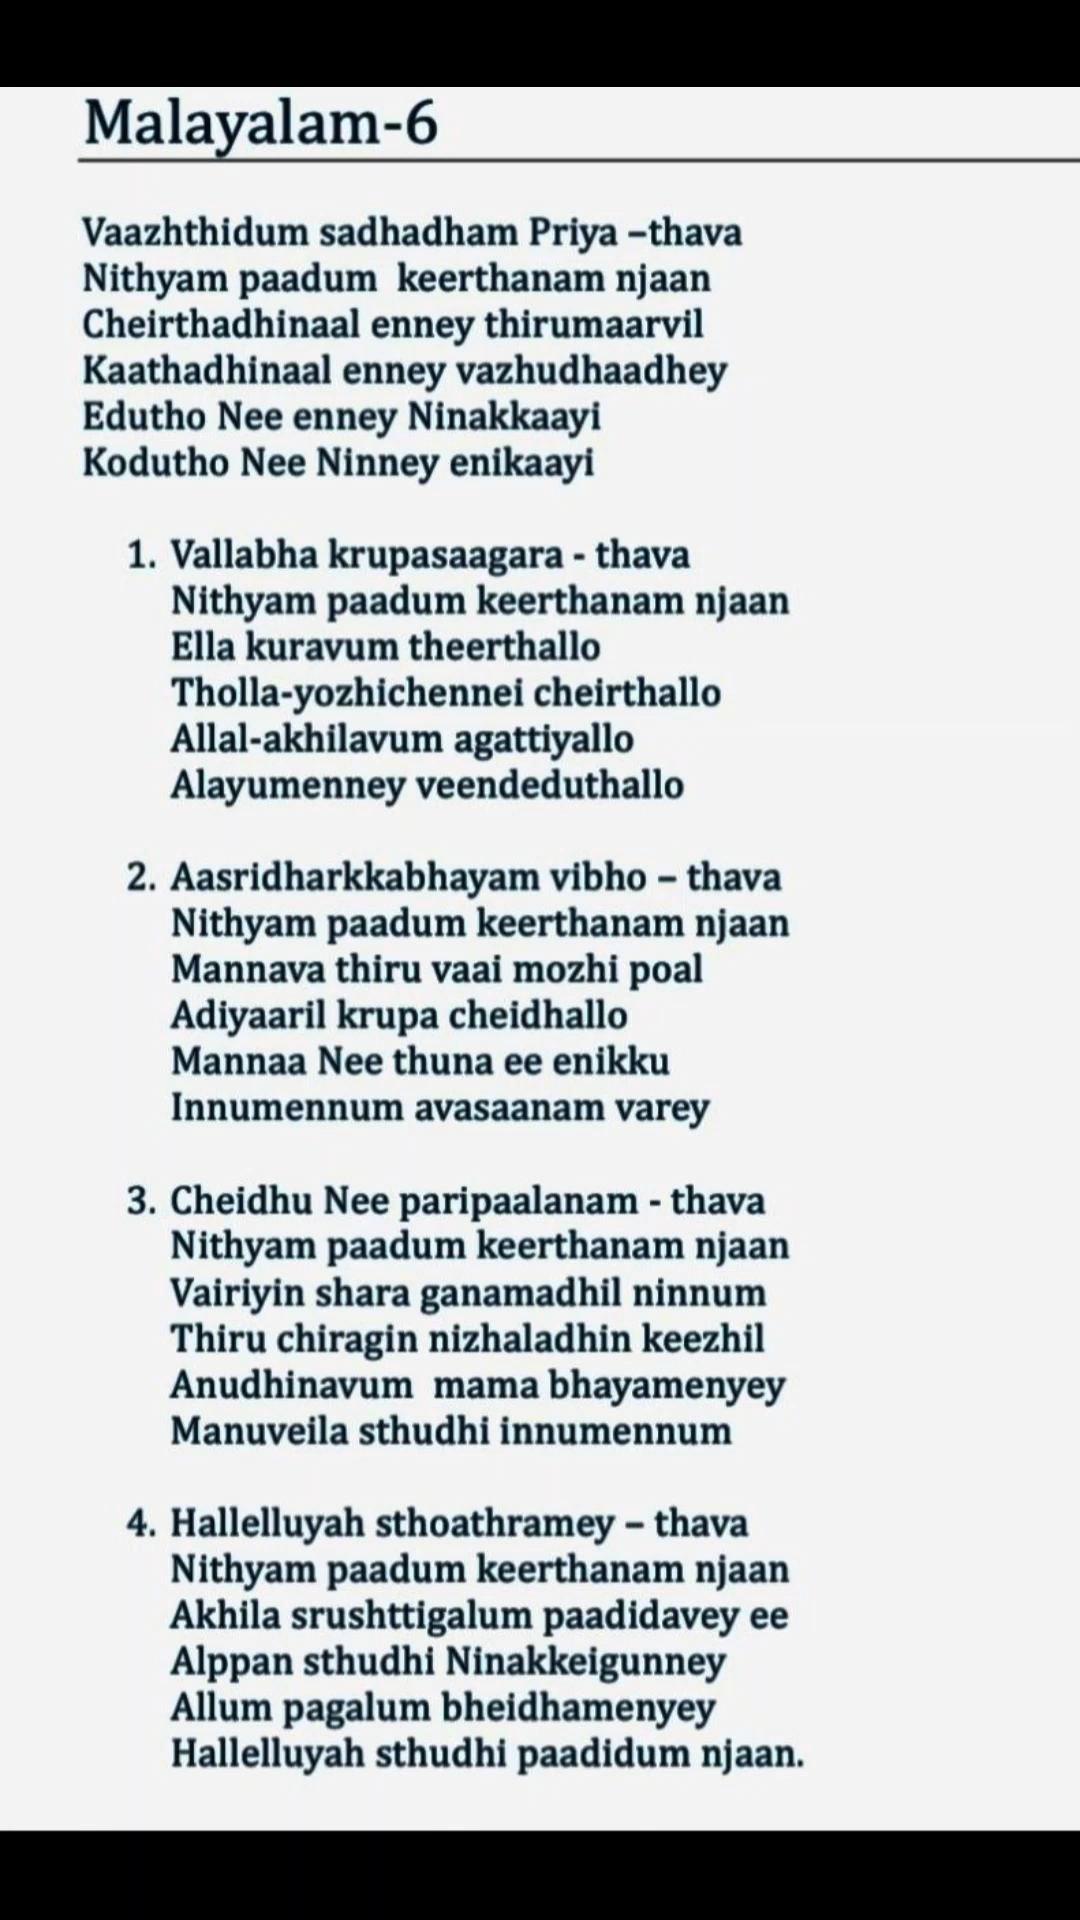 Malayalam-6
Vaazhthidum sadhadham Priya –thava
Nithyam paadum keerthanam njaan
Cheirthadhinaal enney thirumaarvil
Kaathadhinaal enney vazhudhaadhey
Edutho Nee enney Ninakkaayi
Kodutho Nee Ninney enikaayi
1. Vallabha krupasaagara - thava
Nithyam paadum keerthanam njaan
Ella kuravum theerthallo
Tholla-yozhichennei cheirthallo
Allal-akhilavum agattiyallo
Alayumenney veendeduthallo
2. Aasridharkkabhayam vibho – thava
Nithyam paadum keerthanam njaan
Mannava thiru vaai mozhi poal
Adiyaaril krupa cheidhallo
Mannaa Nee thuna ee enikku
Innumennum avasaanam varey
3. Cheidhu Nee paripaalanam - thava
Nithyam paadum keerthanam njaan
Vairiyin shara ganamadhil ninnum
Thiru chiragin nizhaladhin keezhil
Anudhinavum mama bhayamenyey
Manuveila sthudhi innumennum
4. Hallelluyah sthoathramey – thava
Nithyam paadum keerthanam njaan
Akhila srushttigalum paadidavey ee
Alppan sthudhi Ninakkeigunney
Allum pagalum bheidhamenyey
Hallelluyah sthudhi paadidum njaan.